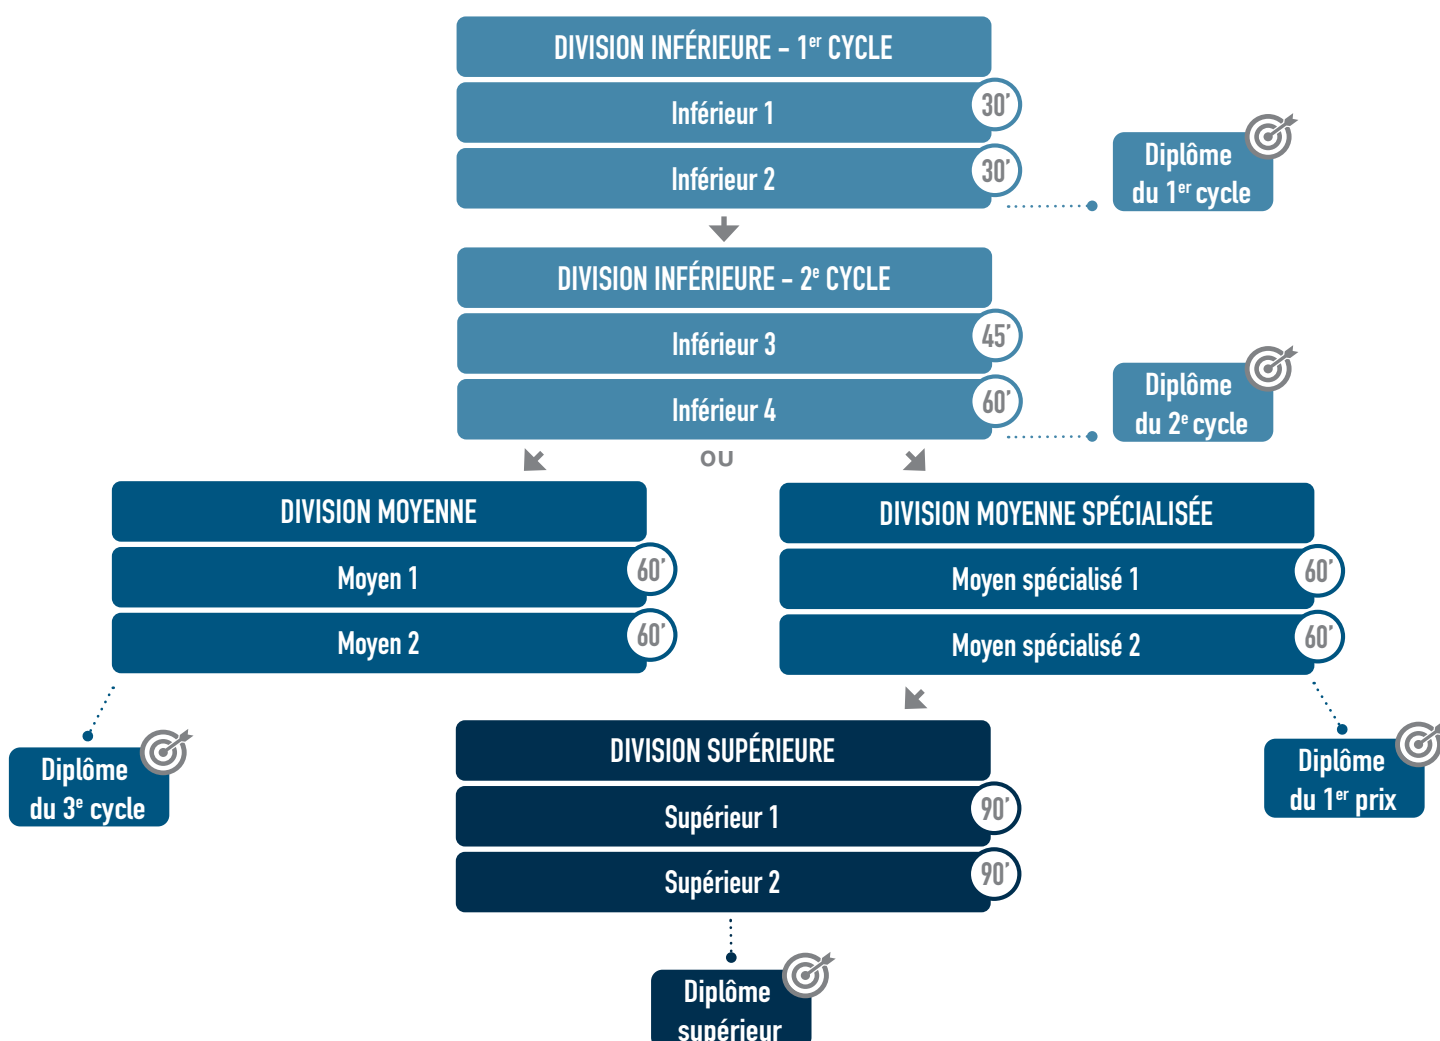 DIVISION INFÉRIEURE – 1er CYCLE
Inférieur 1
30’
Inférieur 2
30’
Diplôme
du 1er cycle
DIVISION INFÉRIEURE – 2e CYCLE
Inférieur 3
45’
Inférieur 4
60’
Diplôme
du 2e cycle
OU
DIVISION MOYENNE
Moyen 1
60’
Moyen 2
60’
Diplôme
du 3e cycle
DIVISION MOYENNE SPÉCIALISÉE
Moyen spécialisé 1
60’
Moyen spécialisé 2
60’
Diplôme
du 1er prix
DIVISION SUPÉRIEURE
Supérieur 1
90’
Supérieur 2
90’
Diplôme
supérieur